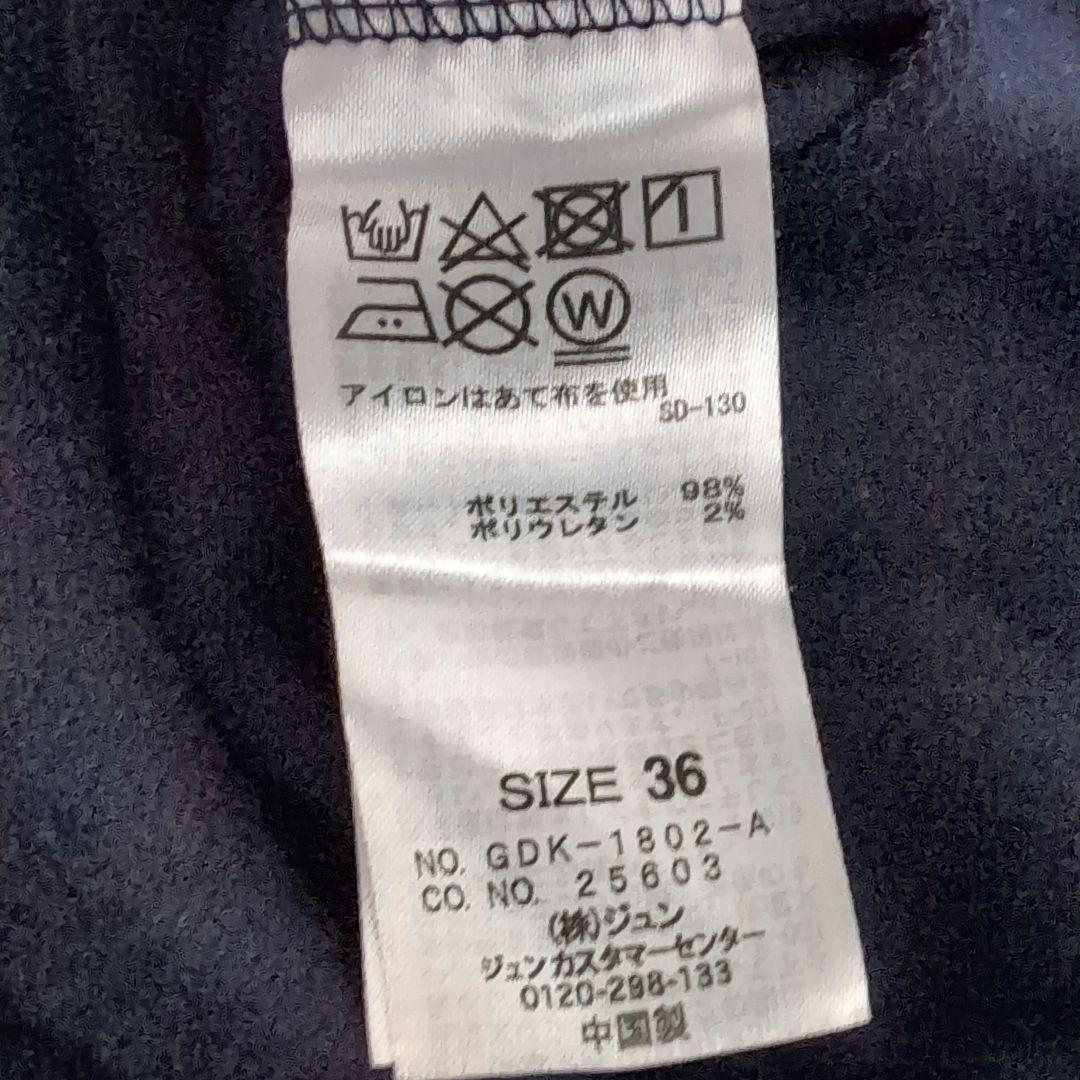 W
アイロンはあて布を使用
SD-130
ポリエステル 98%
ポリウレタン 2%
SIZE 36
NO. GDK-1802-A
CO. NO. 25603
(株)ジュン
ジュンカスタマーセンター
0120-298-133
中国製